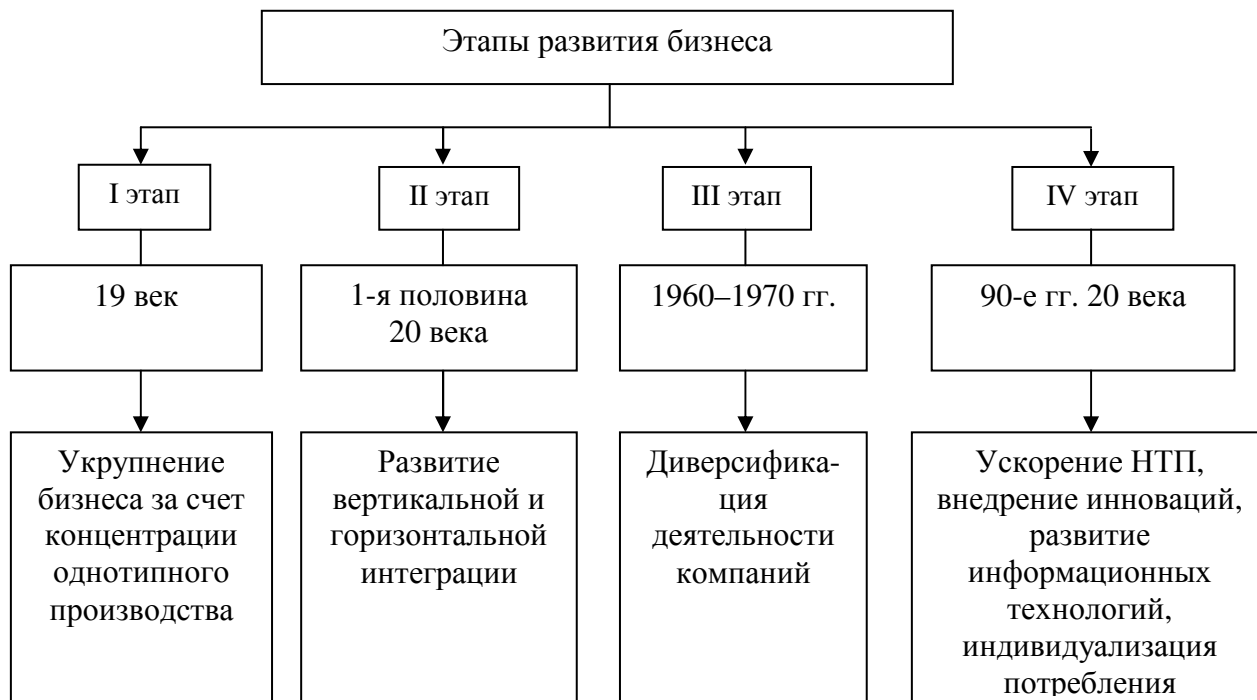 Этапы развития бизнеса
I этап
II этап
III этап
IV этап
19 век
1-я половина
20 века
1960–1970 гг.
90-е гг. 20 века
Укрупнение
бизнеса за счет
концентрации
однотипного
производства
Развитие
вертикальной и
горизонтальной
интеграции
Диверсифика-
ция
деятельности
компаний
Ускорение НТП,
внедрение инноваций,
развитие
информационных
технологий,
индивидуализация
потребления